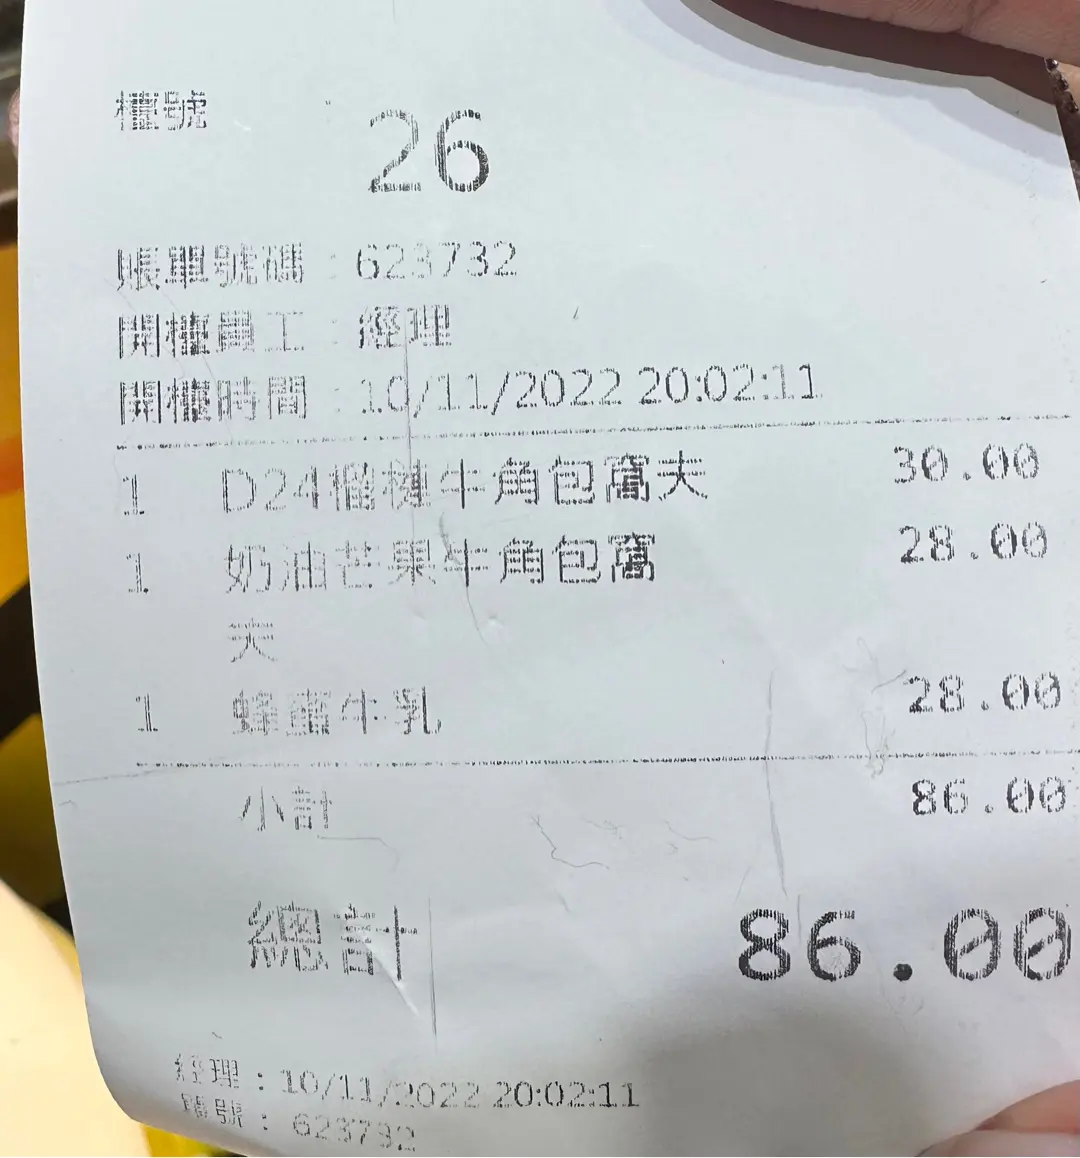 檯號 26
賬單號碼 : 623732
開檯員工 : 經理
開檯時間 : 10/11/2022 20:02:11
1 D24榴槤牛角包窩夫 30.00
1 奶油芒果牛角包窩 28.00
夫
1 蜂蜜牛乳 28.00
小計 86.00
總計 86.00
經理 : 10/11/2022 20:02:11
號 : 623732